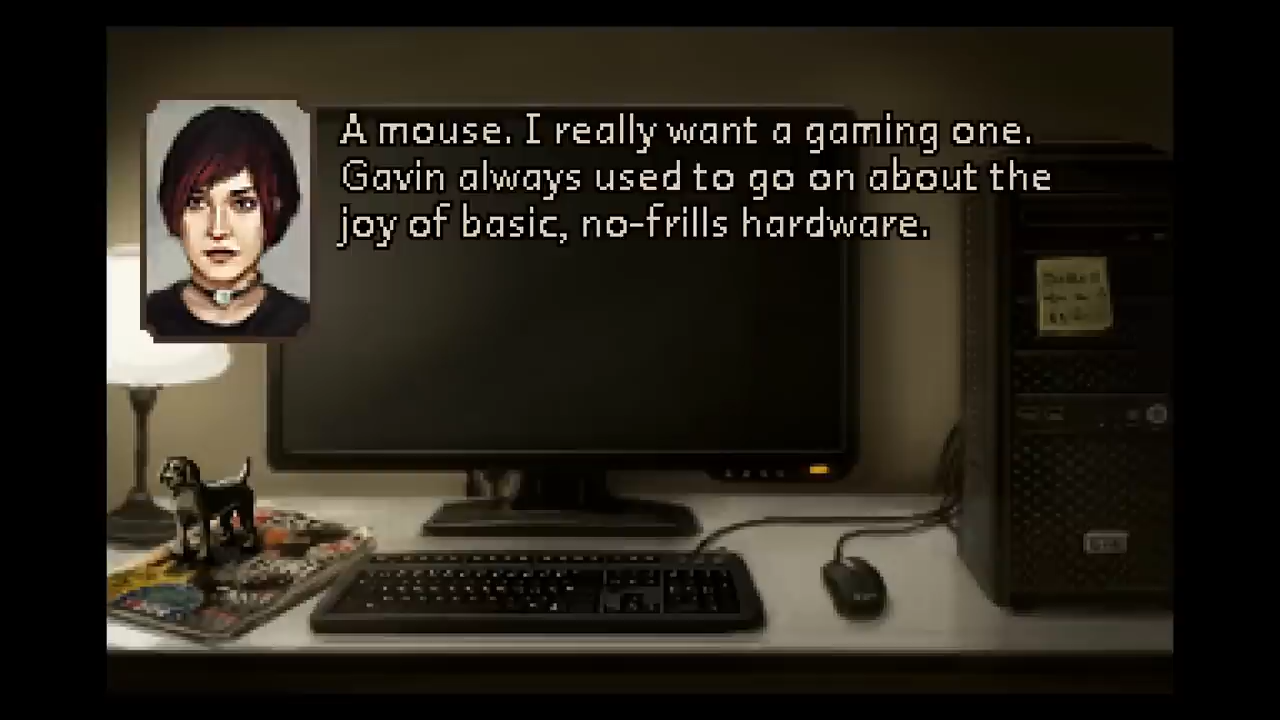 A mouse. I really want a gaming one.
Gavin always used to go on about the
joy of basic, no-frills hardware.